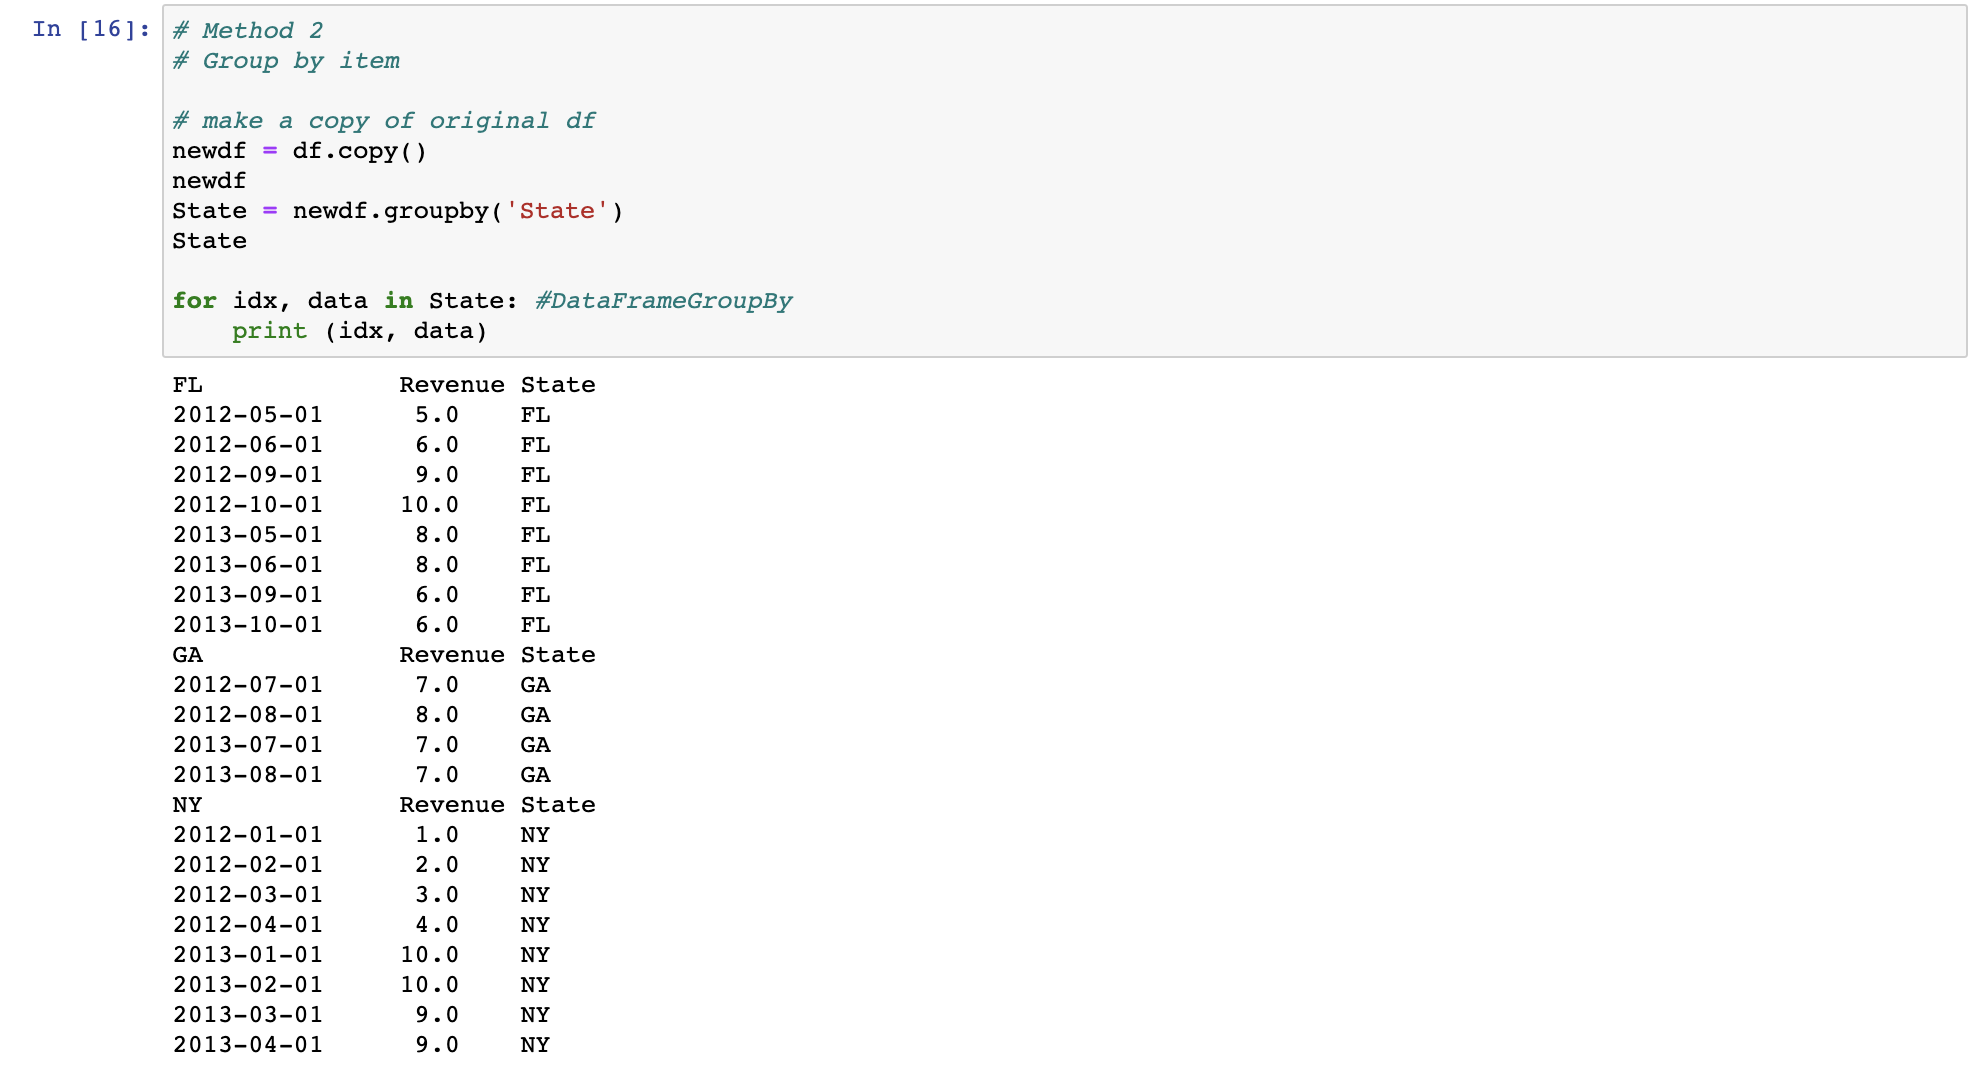 In [16]: # Method 2
# Group by item
# make a copy of original df
newdf = df.copy()
newdf
State = newdf.groupby('State')
State
for idx, data in State: #DataFrameGroupBy
    print (idx, data)
FL             Revenue State
2012-05-01      5.0    FL
2012-06-01      6.0    FL
2012-09-01      9.0    FL
2012-10-01     10.0    FL
2013-05-01      8.0    FL
2013-06-01      8.0    FL
2013-09-01      6.0    FL
2013-10-01      6.0    FL
GA             Revenue State
2012-07-01      7.0    GA
2012-08-01      8.0    GA
2013-07-01      7.0    GA
2013-08-01      7.0    GA
NY             Revenue State
2012-01-01      1.0    NY
2012-02-01      2.0    NY
2012-03-01      3.0    NY
2012-04-01      4.0    NY
2013-01-01     10.0    NY
2013-02-01     10.0    NY
2013-03-01      9.0    NY
2013-04-01      9.0    NY